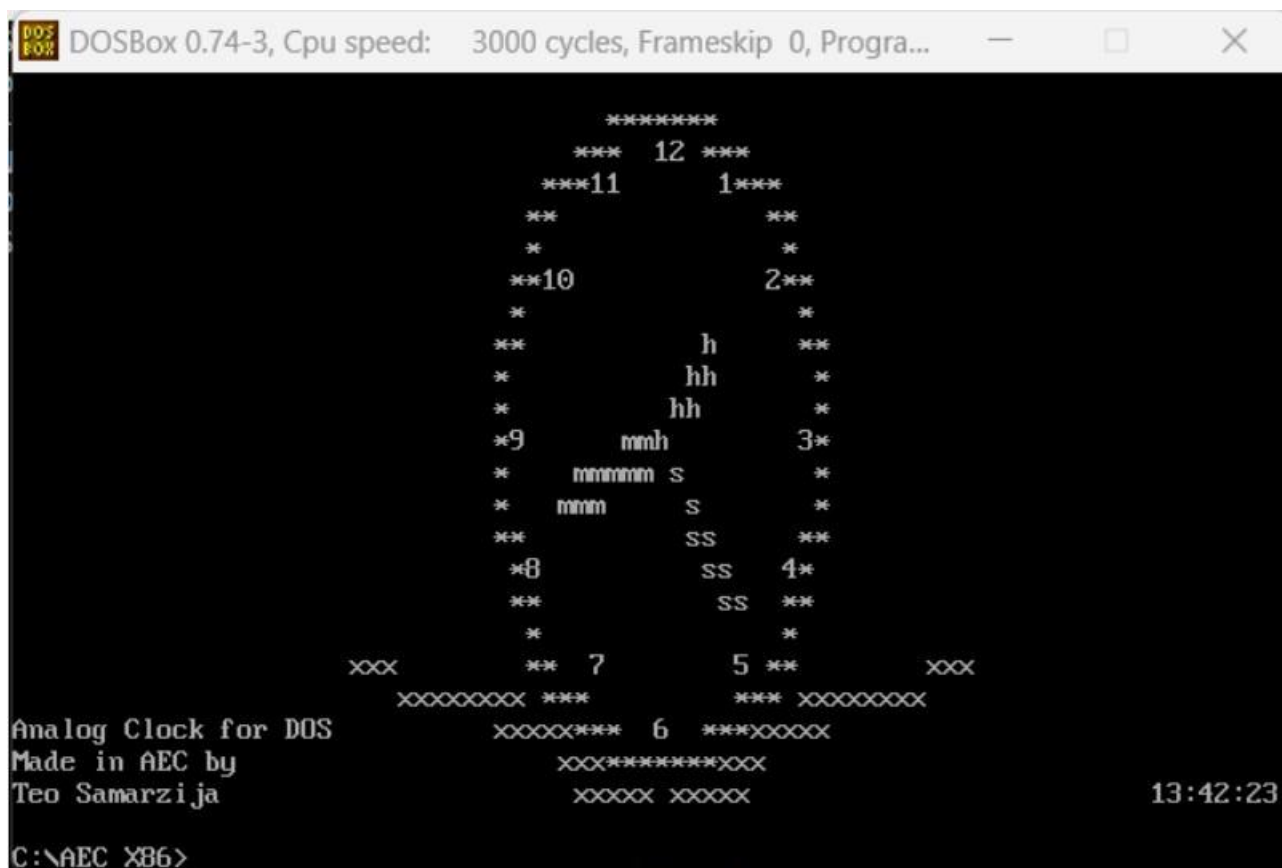 DOSBox 0.74-3, Cpu speed: 3000 cycles, Frameskip 0, Progra...
*******
*** 12 ***
***11 1***
** **
* *
**10 2**
* *
** h **
* hh *
* hh *
*9 mmh 3*
* mmmmm s *
* mmm s *
** ss **
*8 ss 4*
** ss **
* *
xxx ** 7 5 ** xxx
xxxxxxxx *** *** xxxxxxxx
Analog Clock for DOS xxxxx*** 6 ***xxxxx
Made in AEC by xxx*******xxx
Teo Samarzija xxxxx xxxxx 13:42:23
C:\AEC X86>